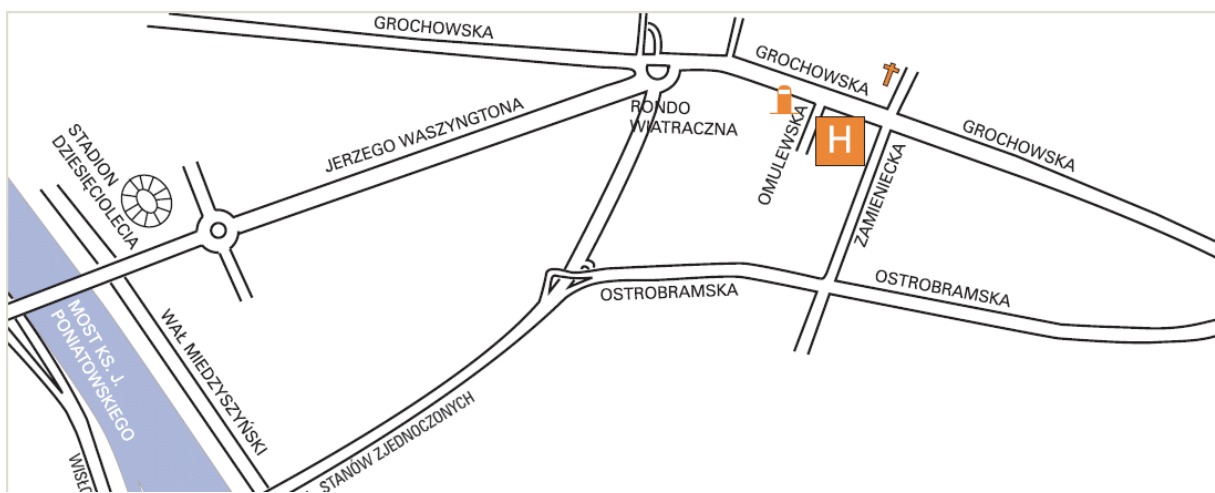 GROCHOWSKA
GROCHOWSKA
GROCHOWSKA
JERZEGO WASZYNGTONA
RONDO
WIATRACZNA
OMULEWSKA
H
ZAMIENIECKA
STADION
DZIESIĘCIOLECIA
OSTROBRAMSKA
OSTROBRAMSKA
MOST KS. J.
PONIATOWSKIEGO
WAŁ MIEDZYSZYŃSKI
STANÓW ZJEDNOCZONYCH